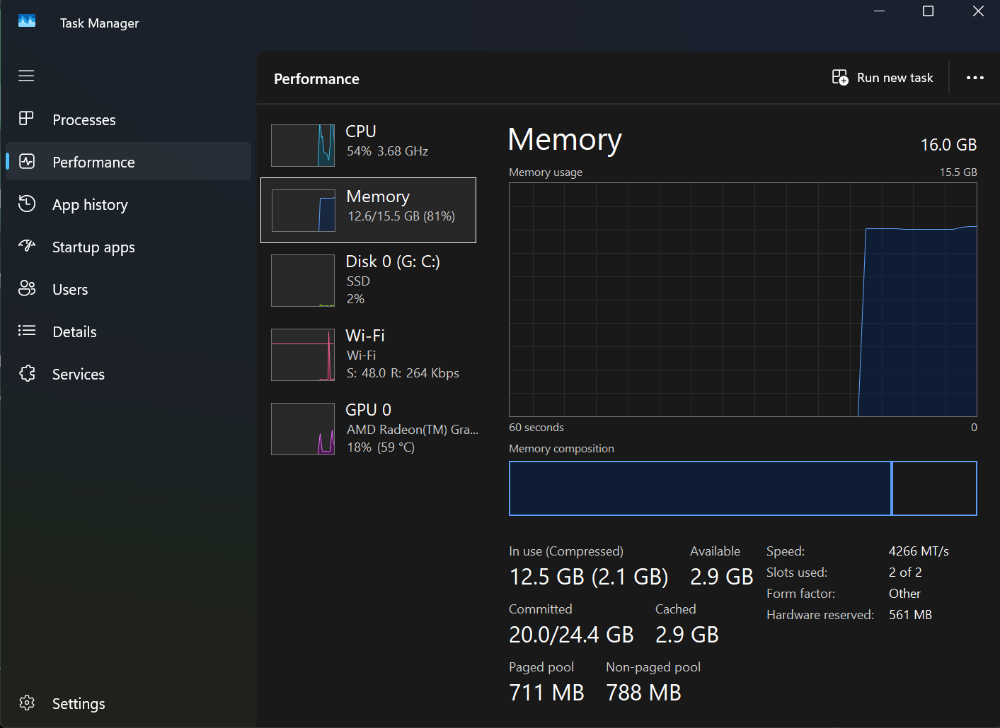 Task Manager
Processes
Performance
App history
Startup apps
Users
Details
Services
Settings
Performance
Run new task
CPU
54% 3.68 GHz
Memory
12.6/15.5 GB (81%)
Disk 0 (G: C:)
SSD
2%
Wi-Fi
Wi-Fi
S: 48.0 R: 264 Kbps
GPU 0
AMD Radeon(TM) Gra...
18% (59 °C)
Memory
16.0 GB
Memory usage
15.5 GB
60 seconds
0
Memory composition
In use (Compressed)
12.5 GB (2.1 GB)
Available
2.9 GB
Committed
20.0/24.4 GB
Cached
2.9 GB
Paged pool
711 MB
Non-paged pool
788 MB
Speed: 4266 MT/s
Slots used: 2 of 2
Form factor: Other
Hardware reserved: 561 MB